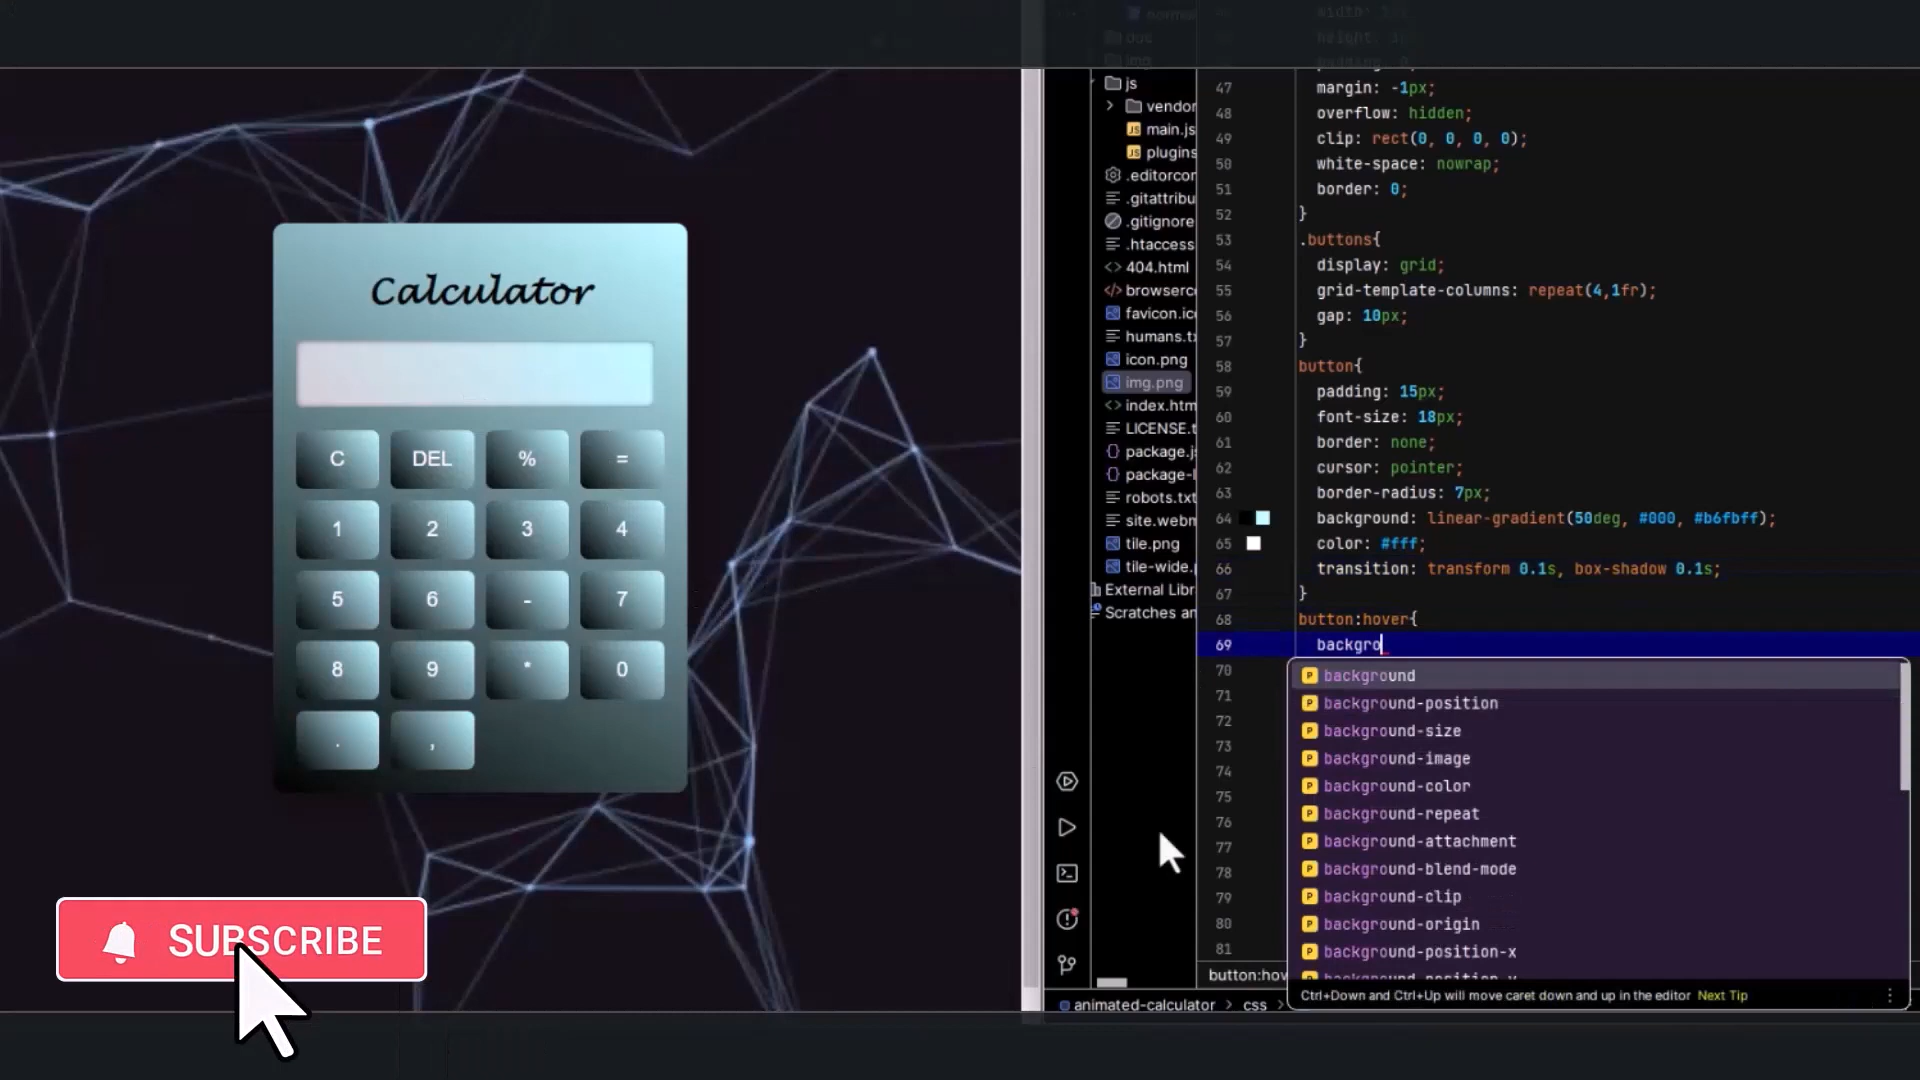 Calculator
C DEL % =
1 2 3 4
5 6 - 7
8 9 * 0
. ,
SUBSCRIBE
js
vendor
main.js
plugins
.editorcon
.gitattribu
.gitignore
.htaccess
404.html
browserco
favicon.ico
humans.tx
icon.png
img.png
index.htm
LICENSE.t
package.js
package-l
robots.txt
site.webm
tile.png
tile-wide.p
External Libr
Scratches an
47 margin: -1px;
48 overflow: hidden;
49 clip: rect(0, 0, 0, 0);
50 white-space: nowrap;
51 border: 0;
52 }
53 .buttons{
54 display: grid;
55 grid-template-columns: repeat(4,1fr);
56 gap: 10px;
57 }
58 button{
59 padding: 15px;
60 font-size: 18px;
61 border: none;
62 cursor: pointer;
63 border-radius: 7px;
64 background: linear-gradient(50deg, #000, #b6fbff);
65 color: #fff;
66 transition: transform 0.1s, box-shadow 0.1s;
67 }
68 button:hover{
69 backgro
70
71
72
73
74
75
76
77
78
79
80
81
background
background-position
background-size
background-image
background-color
background-repeat
background-attachment
background-blend-mode
background-clip
background-origin
background-position-x
Ctrl+Down and Ctrl+Up will move caret down and up in the editor Next Tip
button:hov
animated-calculator > css >